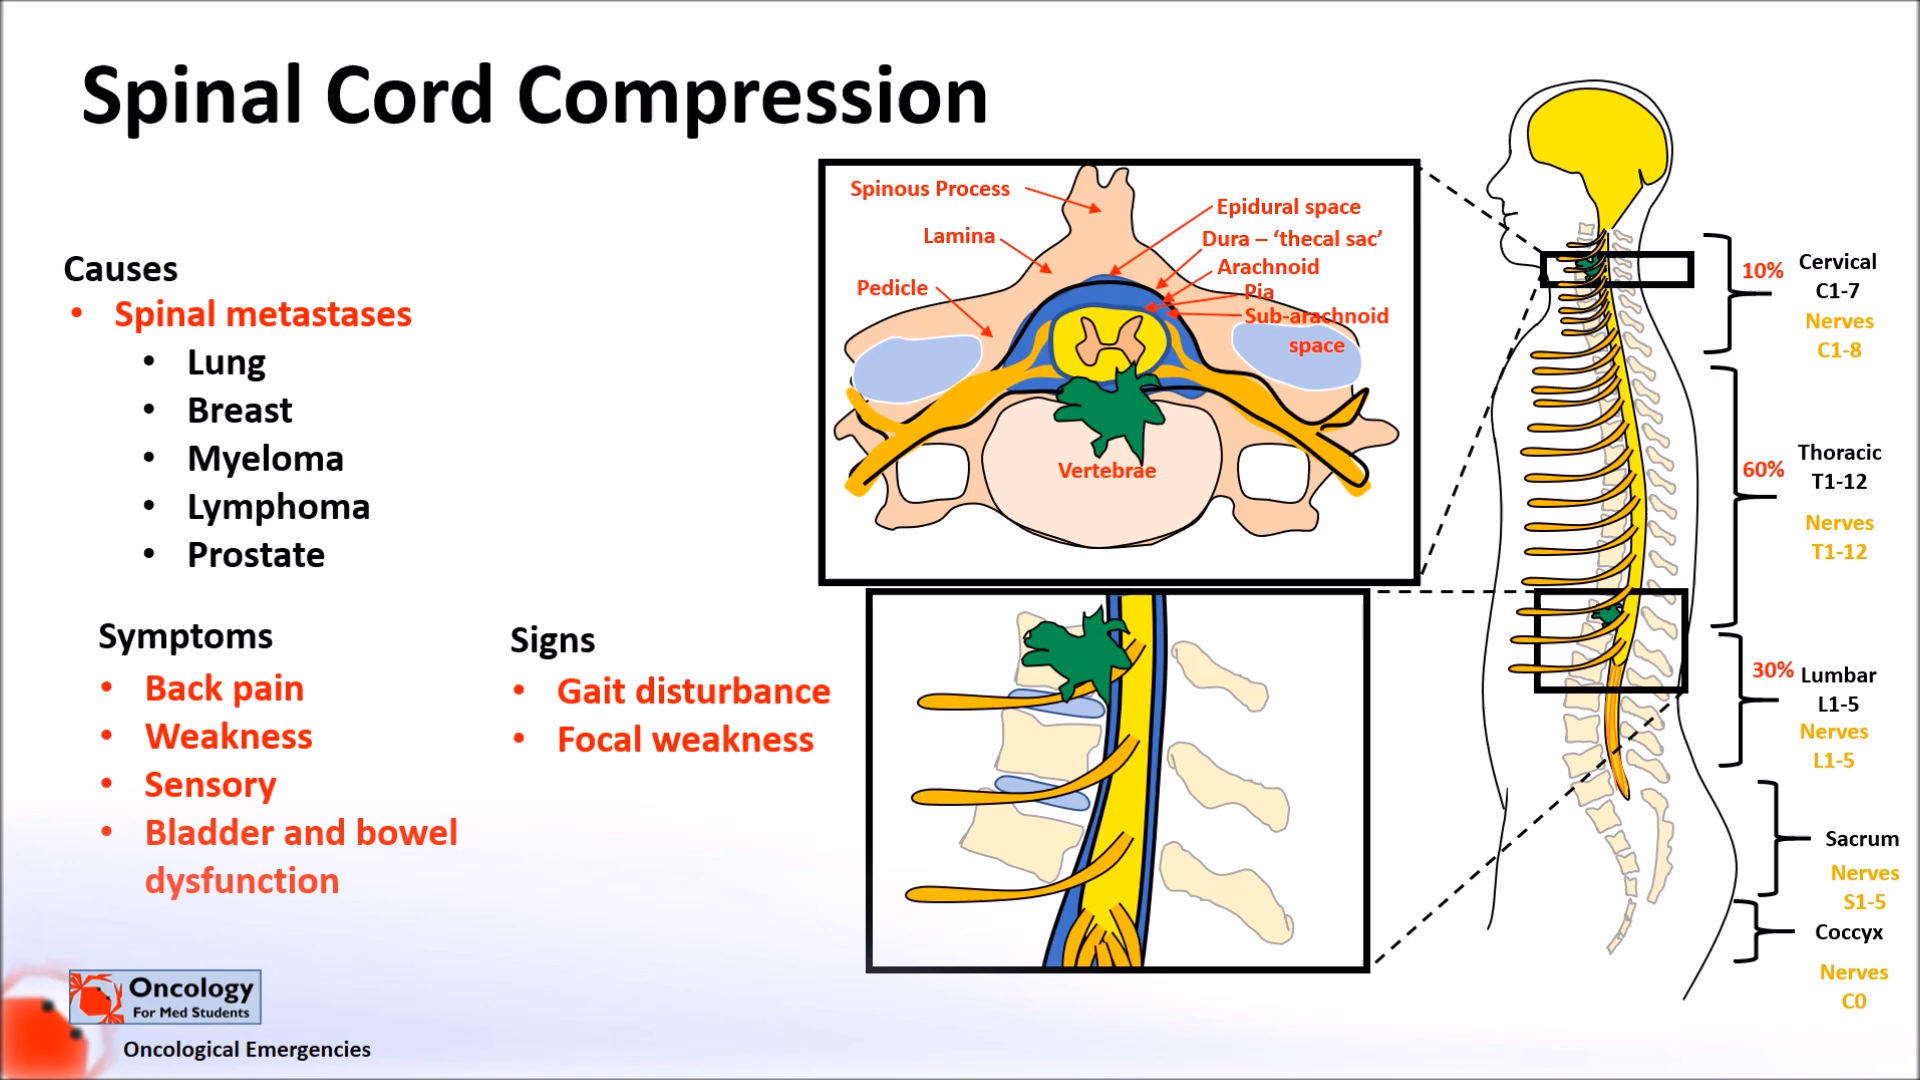 Spinal Cord Compression
Causes
• Spinal metastases
• Lung
• Breast
• Myeloma
• Lymphoma
• Prostate
Symptoms
• Back pain
• Weakness
• Sensory
• Bladder and bowel
dysfunction
Signs
• Gait disturbance
• Focal weakness
Spinous Process
Lamina
Pedicle
Epidural space
Dura – ‘thecal sac’
Arachnoid
Pia
Sub-arachnoid
space
Vertebrae
10%
Cervical
C1-7
Nerves
C1-8
60%
Thoracic
T1-12
Nerves
T1-12
30%
Lumbar
L1-5
Nerves
L1-5
Sacrum
Nerves
S1-5
Coccyx
Nerves
C0
Oncology
For Med Students
Oncological Emergencies